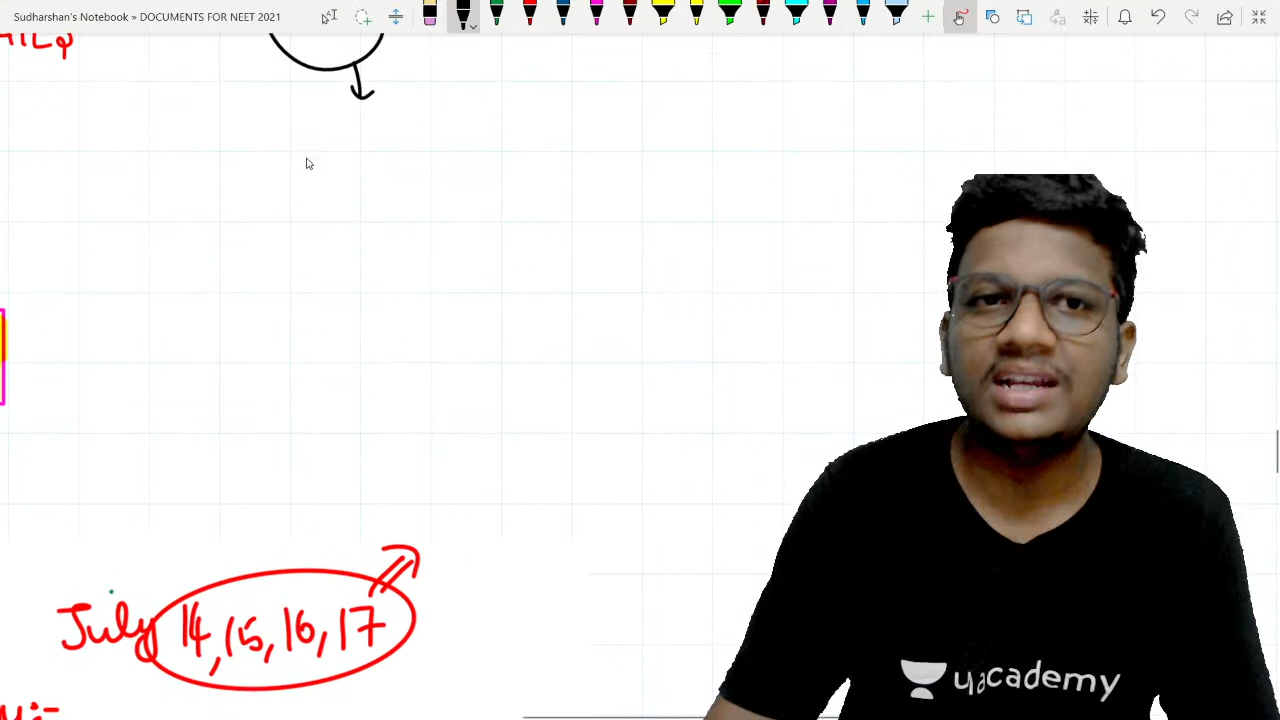 Sudharshan's Notebook » DOCUMENTS FOR NEET 2021
July 14, 15, 16, 17
unacademy